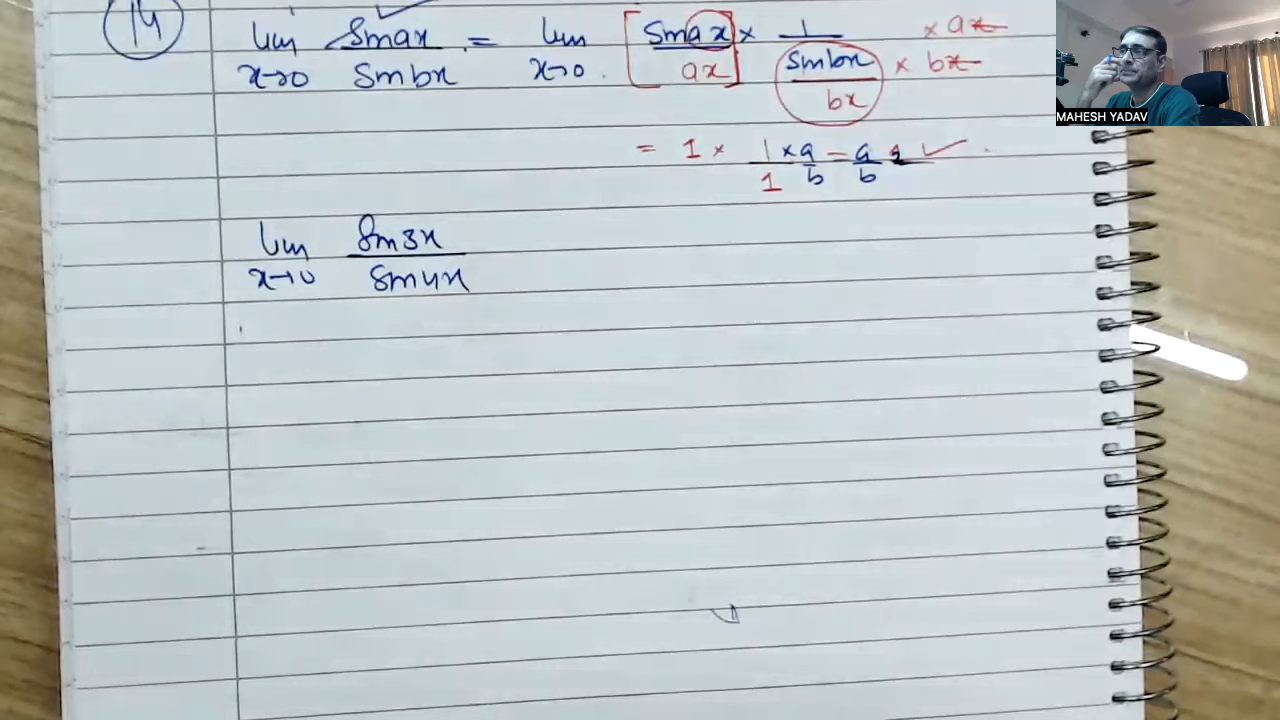 14
lim sin ax = lim [ sin ax × 1 × ax
x→0 sin bx x→0 . ax ] sin bx × bx
bx
= 1 × 1 × a = a
1 b b
MAHESH YADAV
lim sin 3x
x→0 sin 4x